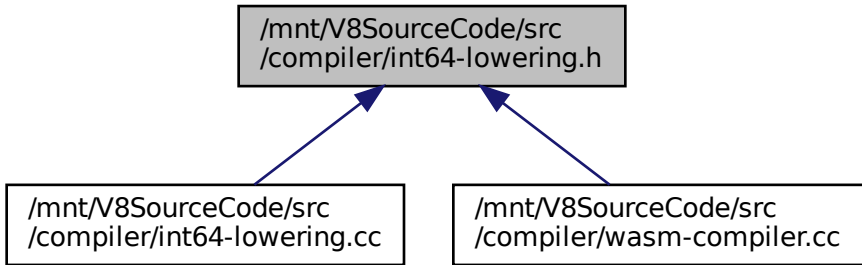 /mnt/V8SourceCode/src
/compiler/int64-lowering.h
/mnt/V8SourceCode/src
/compiler/int64-lowering.cc
/mnt/V8SourceCode/src
/compiler/wasm-compiler.cc